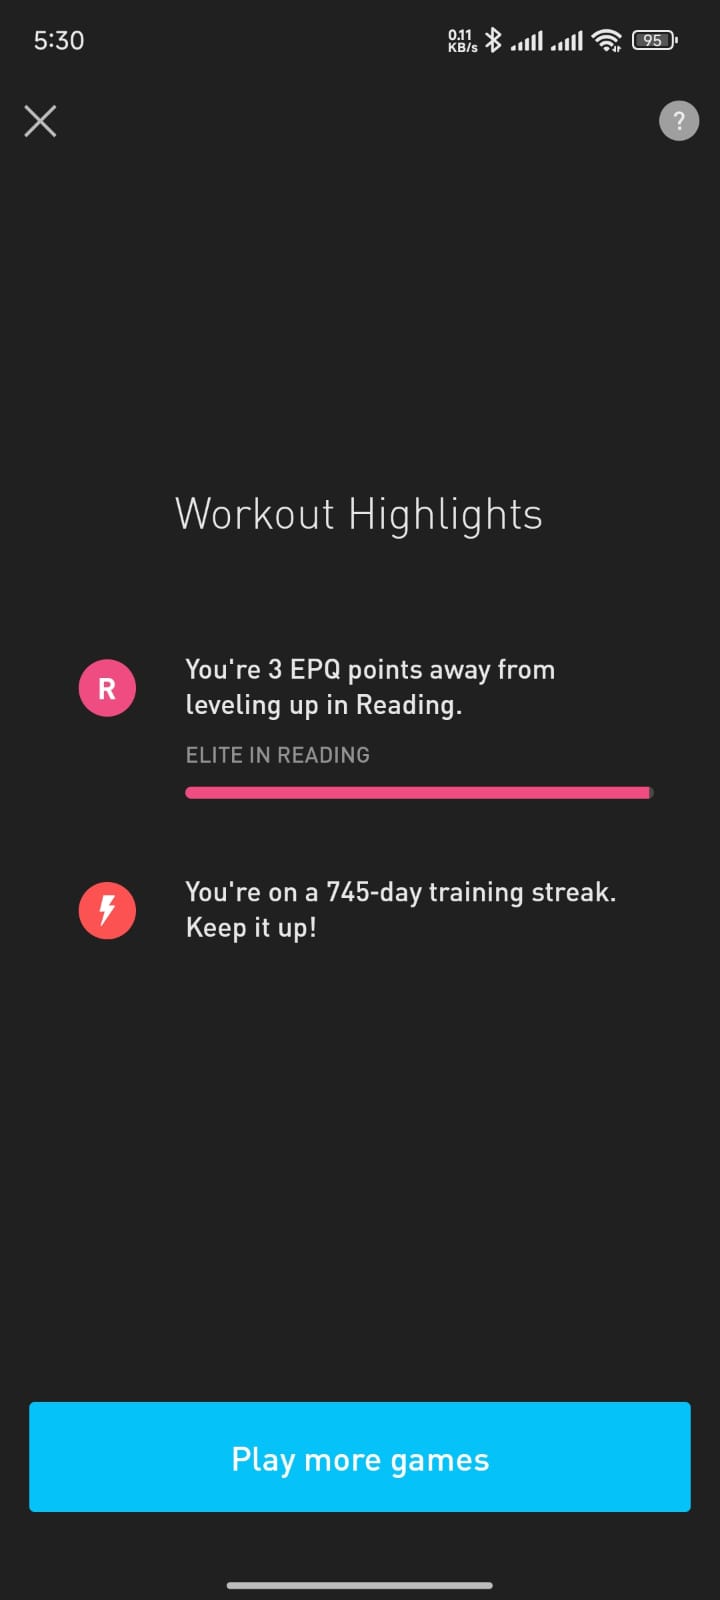 5:30
0.11
KB/s
95
?
Workout Highlights
R
You're 3 EPQ points away from
leveling up in Reading.
ELITE IN READING
You're on a 745-day training streak.
Keep it up!
Play more games